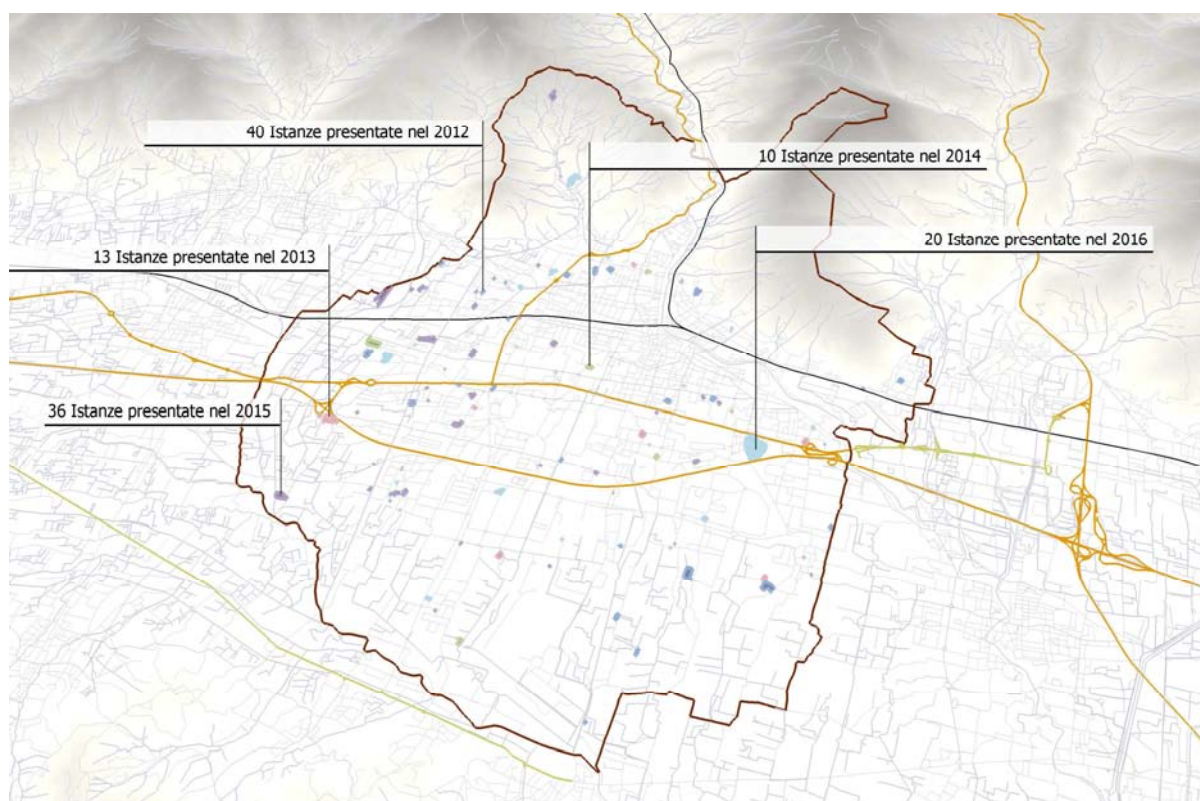 40 Istanze presentate nel 2012
10 Istanze presentate nel 2014
20 Istanze presentate nel 2016
13 Istanze presentate nel 2013
36 Istanze presentate nel 2015